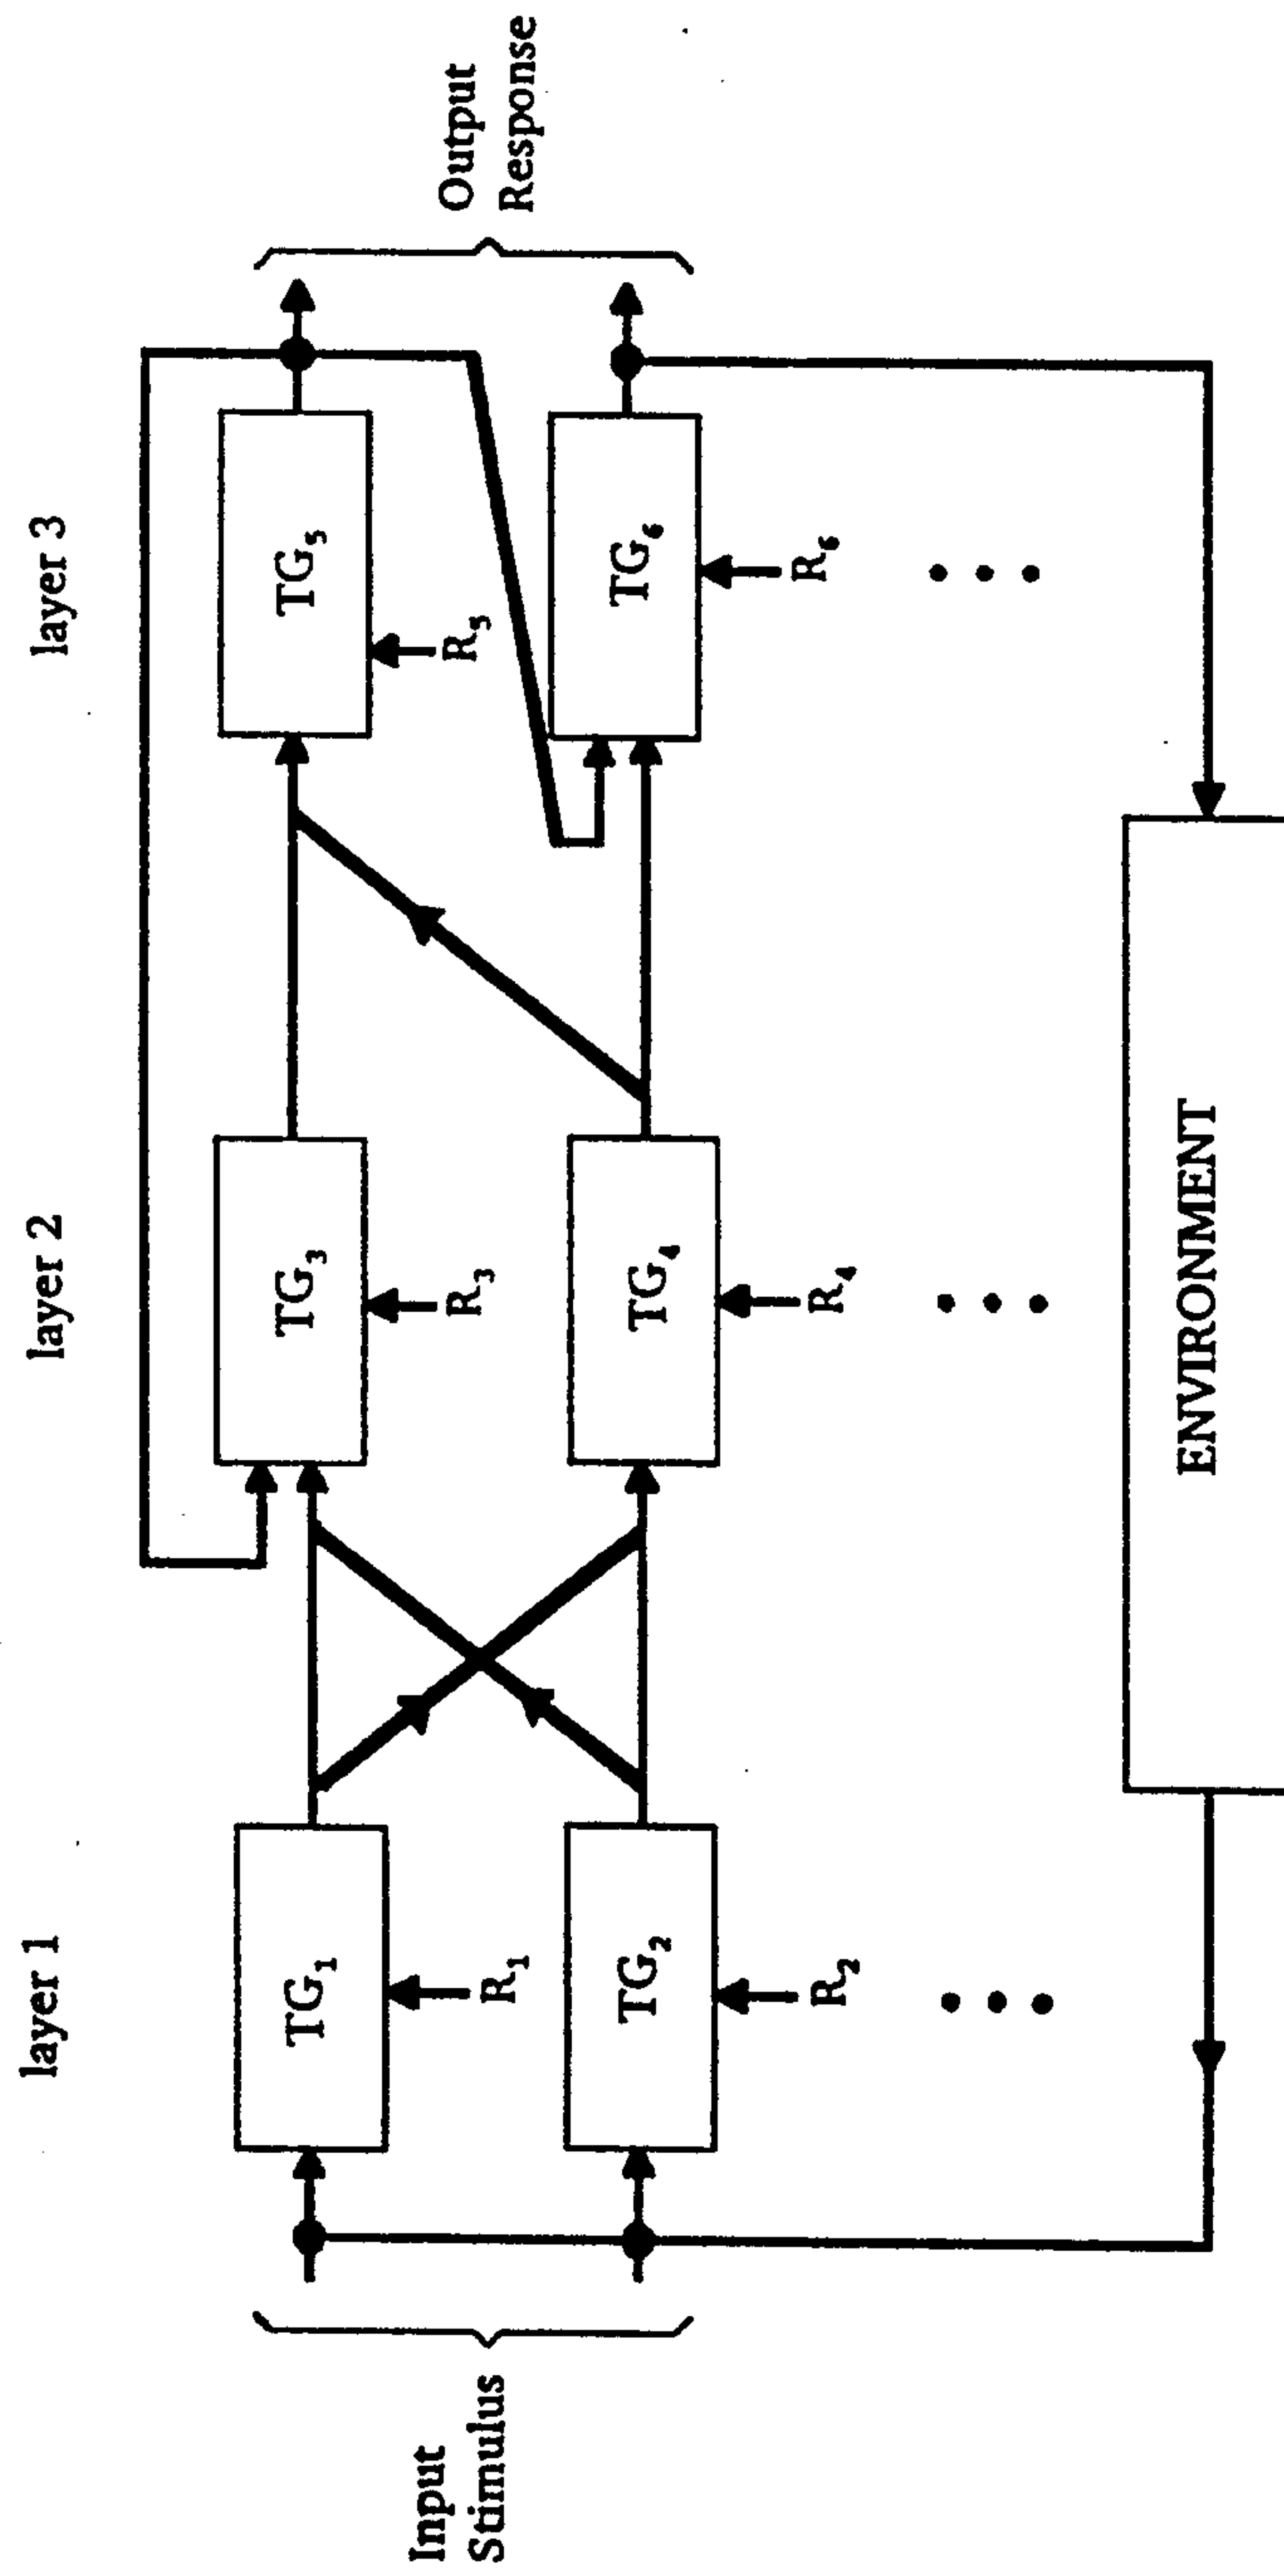 layer 1
layer 2
layer 3
Input
Stimulus
TG₁
R₁
TG₂
R₂
TG₃
R₃
TG₄
R₄
TG₅
R₅
TG₆
R₆
Output
Response
ENVIRONMENT